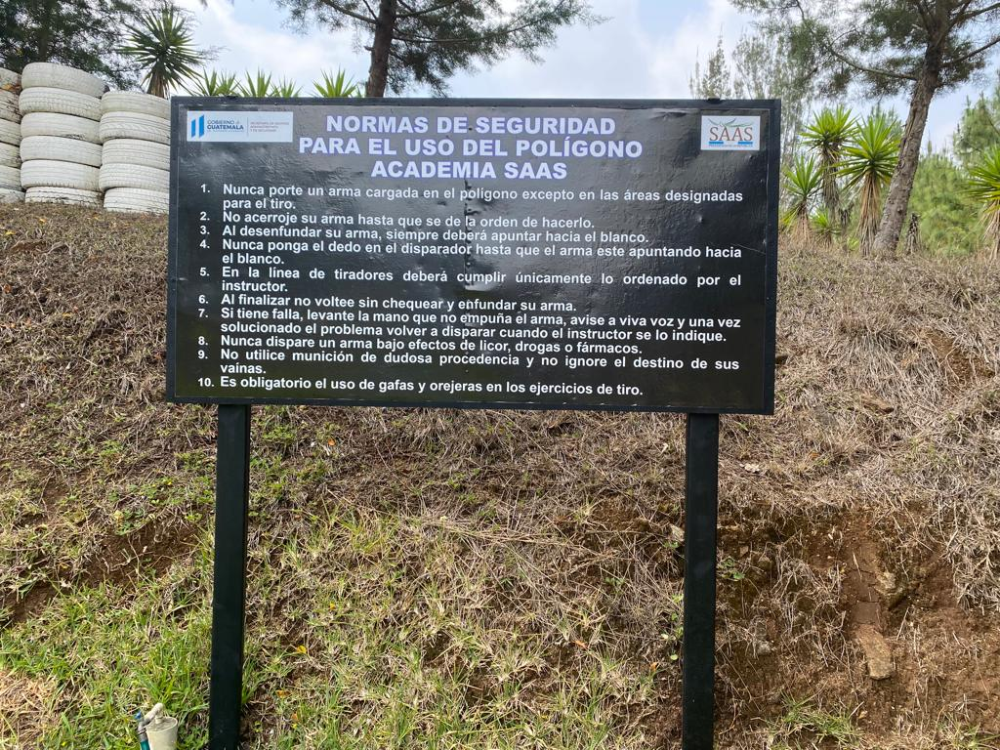 GOBIERNO de
GUATEMALA
NORMAS DE SEGURIDAD
PARA EL USO DEL POLÍGONO
ACADEMIA SAAS
SAAS
1. Nunca porte un arma cargada en el polígono excepto en las áreas designadas
para el tiro.
2. No acerroje su arma hasta que se de la orden de hacerlo.
3. Al desenfundar su arma, siempre deberá apuntar hacia el blanco.
4. Nunca ponga el dedo en el disparador hasta que el arma este apuntando hacia
el blanco.
5. En la linea de tiradores deberá cumplir únicamente lo ordenado por el
instructor.
6. Al finalizar no voltee sin chequear y enfundar su arma.
7. Si tiene falla, levante la mano que no empuña el arma, avise a viva voz y una vez
solucionado el problema volver a disparar cuando el instructor se lo indique.
8. Nunca dispare un arma bajo efectos de licor, drogas o fármacos.
9. No utilice munición de dudosa procedencia y no ignore el destino de sus
vainas.
10. Es obligatorio el uso de gafas y orejeras en los ejercicios de tiro.